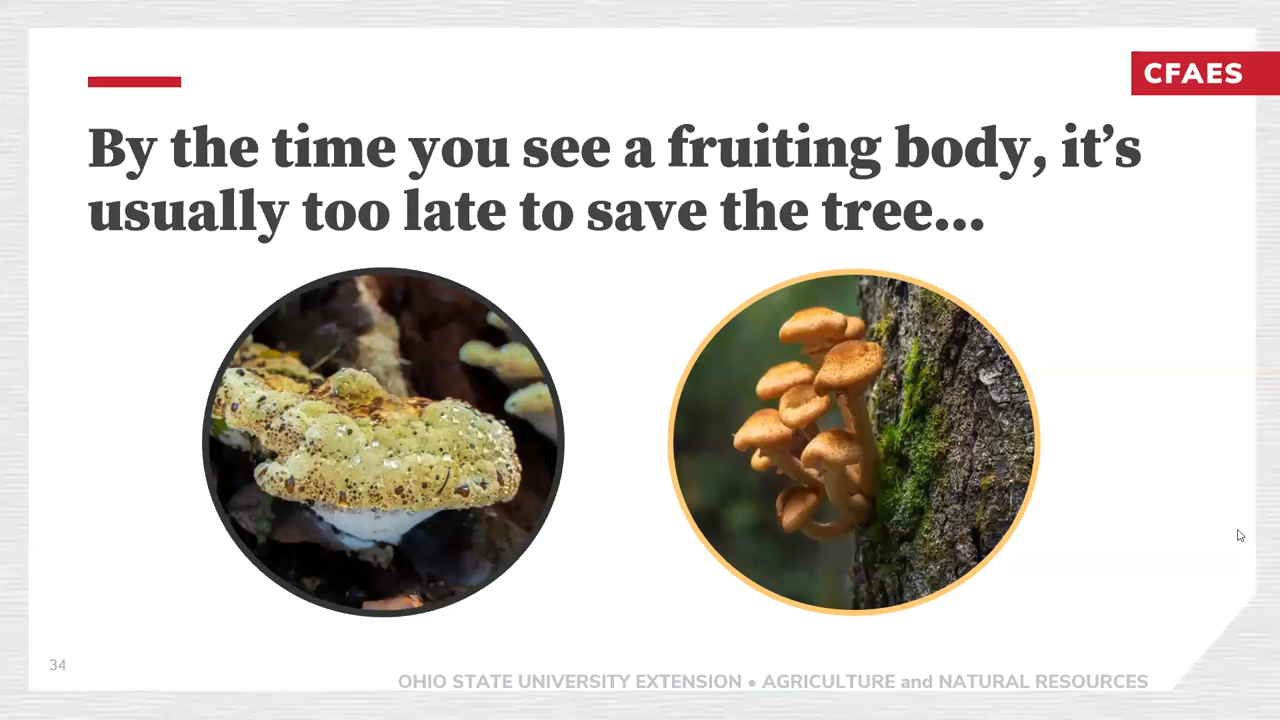 CFAES
By the time you see a fruiting body, it’s
usually too late to save the tree...
34
OHIO STATE UNIVERSITY EXTENSION • AGRICULTURE and NATURAL RESOURCES